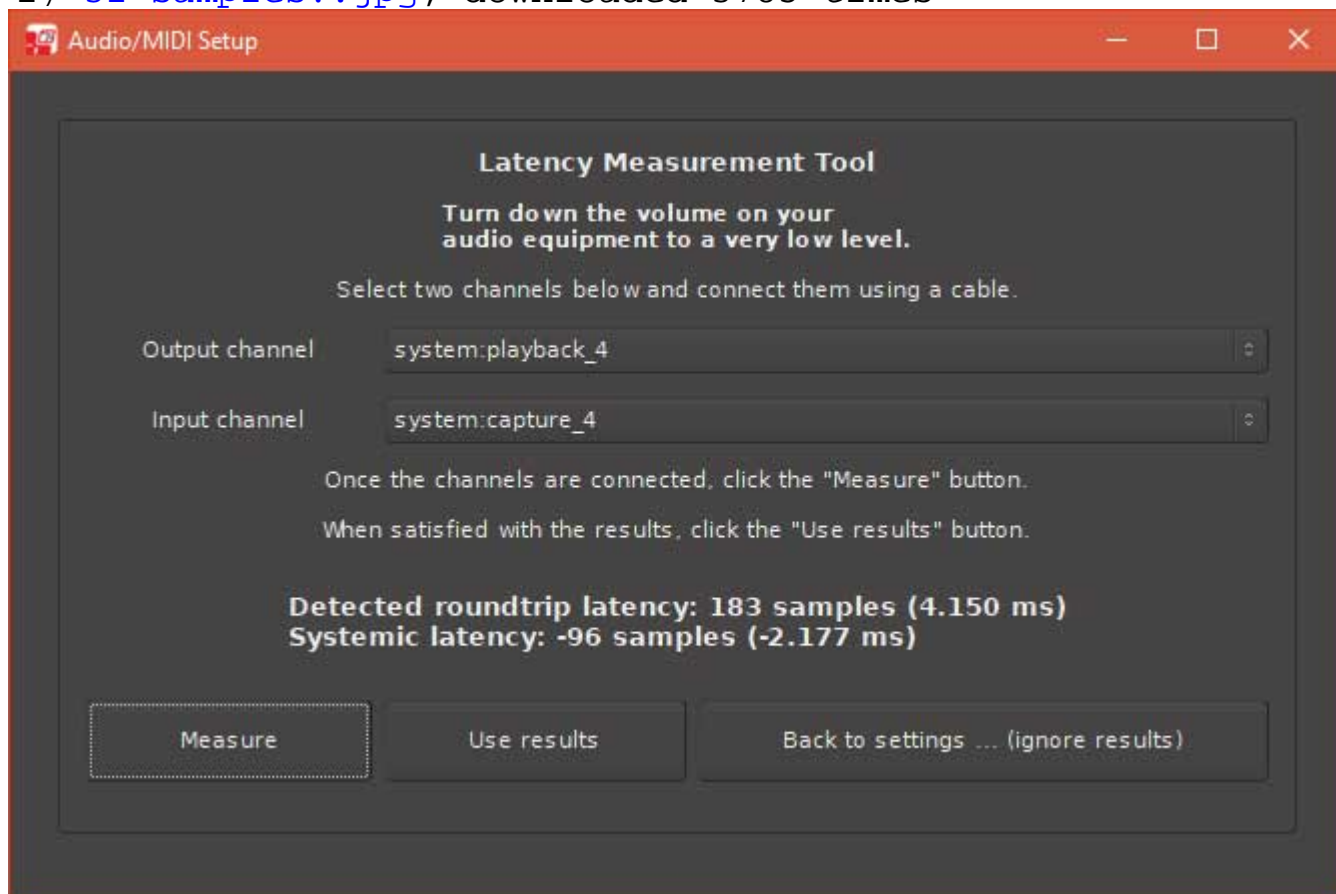 samples..jpg, downloaded times
Audio/MIDI Setup
Latency Measurement Tool
Turn down the volume on your
audio equipment to a very low level.
Select two channels below and connect them using a cable.
Output channel system:playback_4
Input channel system:capture_4
Once the channels are connected, click the "Measure" button.
When satisfied with the results, click the "Use results" button.
Detected roundtrip latency: 183 samples (4.150 ms)
Systemic latency: -96 samples (-2.177 ms)
Measure Use results Back to settings ... (ignore results)